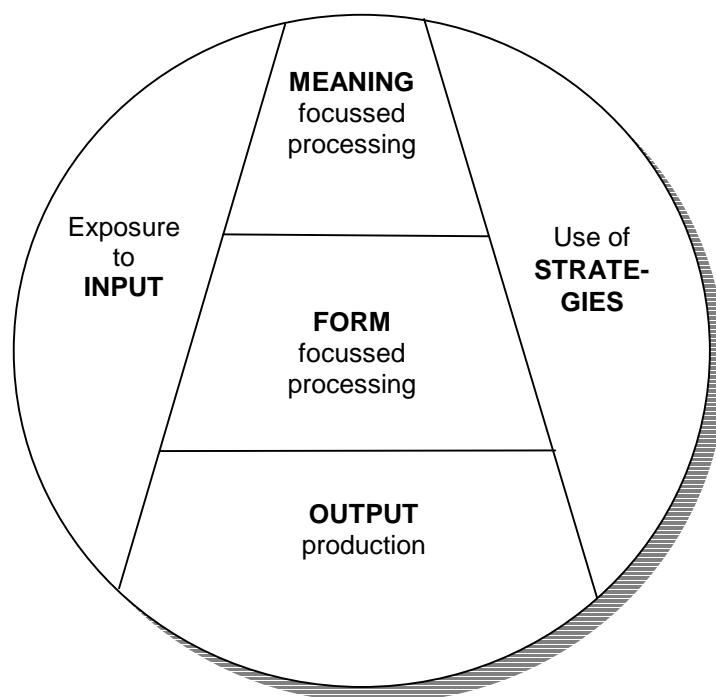 MEANING
focussed
processing
Exposure
to
INPUT
Use of
STRATE-
GIES
FORM
focussed
processing
OUTPUT
production